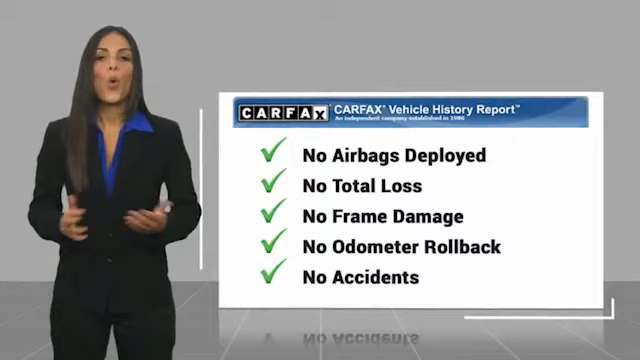 CARFAX CARFAX® Vehicle History Report™
An independent company established in 1986
No Airbags Deployed
No Total Loss
No Frame Damage
No Odometer Rollback
No Accidents